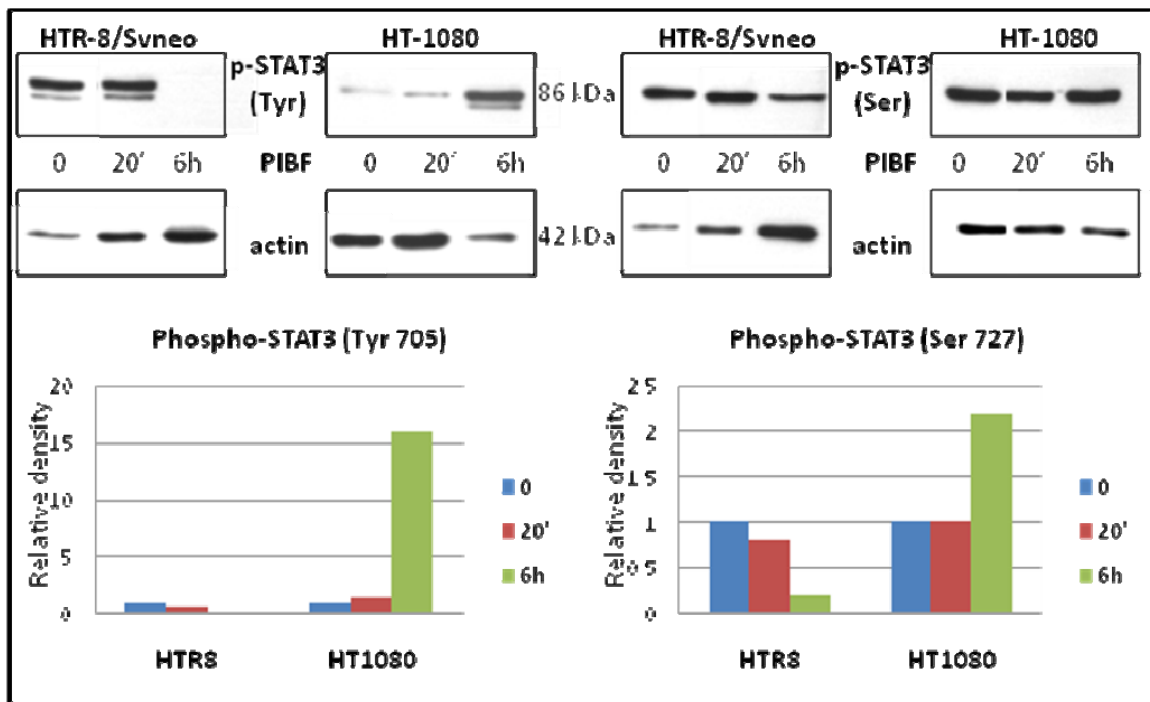 HTR-8/Svneo
HT-1080
HTR-8/Svneo
HT-1080
p-STAT3
(Tyr)
86 kDa
p-STAT3
(Ser)
0 20' 6h PIBF 0 20' 6h
0 20' 6h PIBF 0 20' 6h
actin
42 kDa
actin
Phospho-STAT3 (Tyr 705)
Relative density
20
15
10
5
0
HTR8 HT1080
0
20'
6h
Phospho-STAT3 (Ser 727)
Relative density
2 5
2
1 5
1
0 5
0
HTR8 HT1080
0
20'
6h